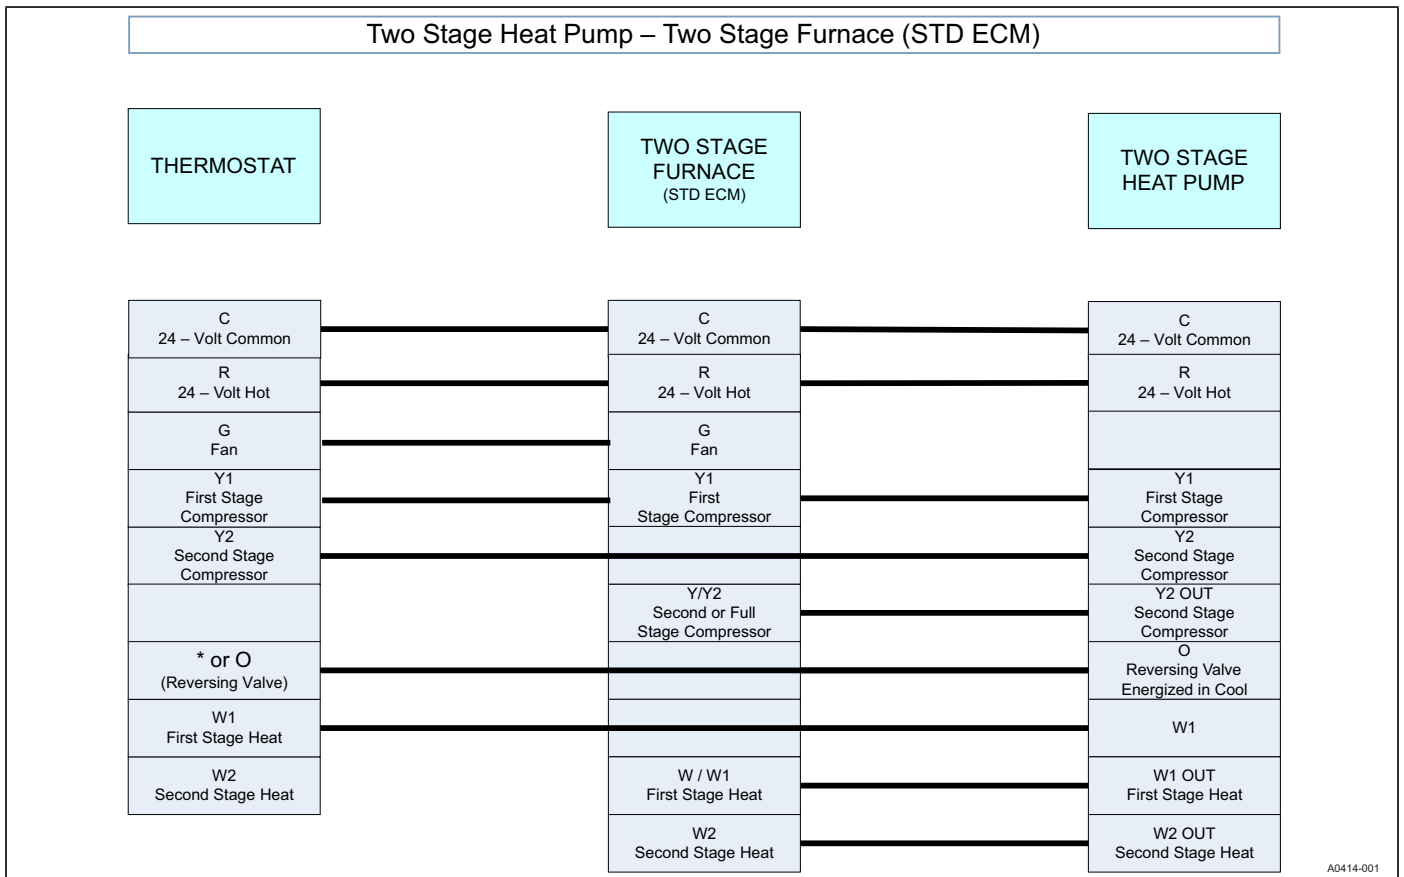 Two Stage Heat Pump – Two Stage Furnace (STD ECM)
THERMOSTAT
TWO STAGE
FURNACE
(STD ECM)
TWO STAGE
HEAT PUMP
C
24 – Volt Common
C
24 – Volt Common
C
24 – Volt Common
R
24 – Volt Hot
R
24 – Volt Hot
R
24 – Volt Hot
G
Fan
G
Fan
Y1
First Stage
Compressor
Y1
First
Stage Compressor
Y1
First Stage
Compressor
Y2
Second Stage
Compressor
Y2
Second Stage
Compressor
Y/Y2
Second or Full
Stage Compressor
Y2 OUT
Second Stage
Compressor
* or O
(Reversing Valve)
O
Reversing Valve
Energized in Cool
W1
First Stage Heat
W1
W2
Second Stage Heat
W / W1
First Stage Heat
W1 OUT
First Stage Heat
W2
Second Stage Heat
W2 OUT
Second Stage Heat
A0414-001